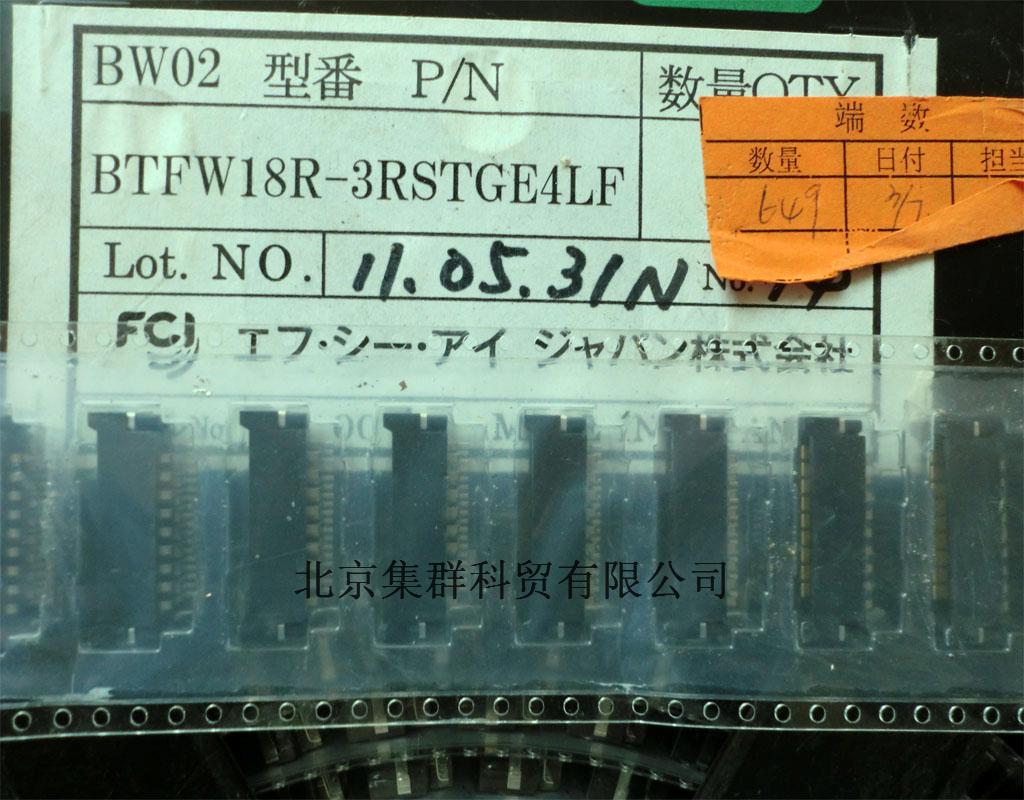 BW02 型番 P/N 数量QTY
端数
数量 日付 担当
649 3/7
BTFW18R-3RSTGE4LF
Lot. NO. 11.05.31N No.
FCI エフ・シー・アイ ジャパン株式会社
北京集群科贸有限公司